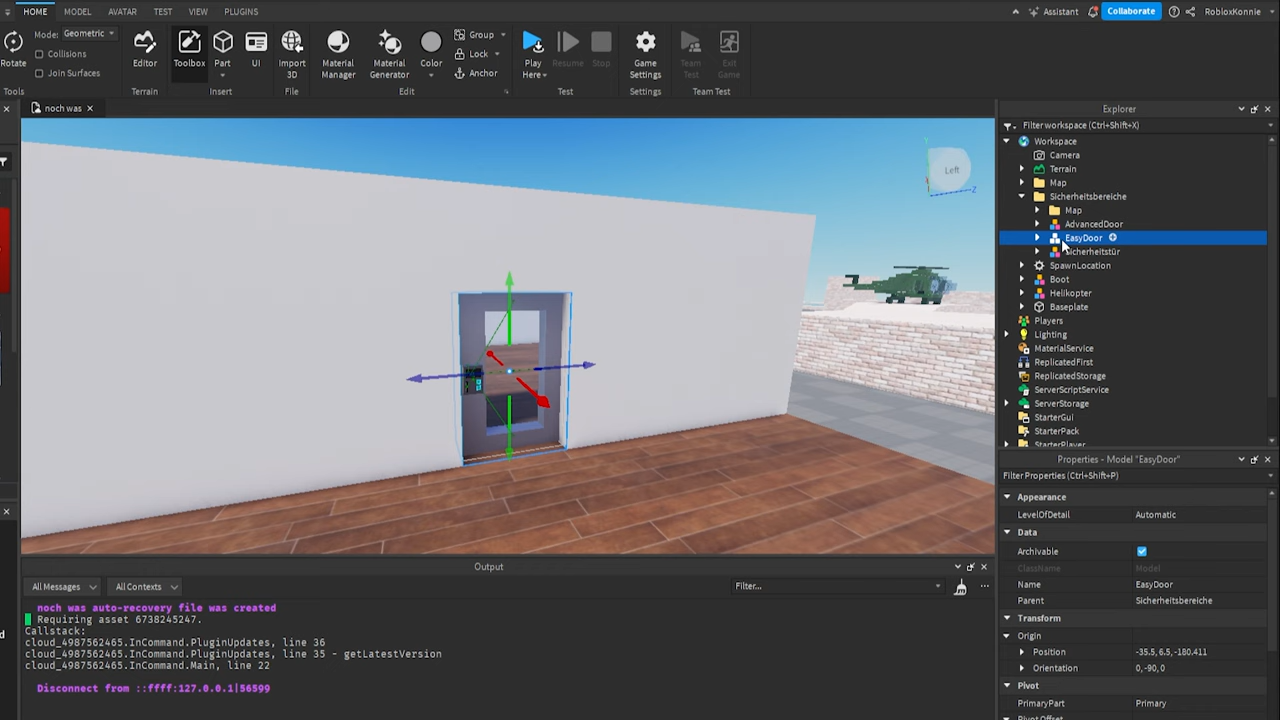 HOME MODEL AVATAR TEST VIEW PLUGINS Assistant Collaborate RobloxKonnie
Mode: Geometric
Collisions
Join Surfaces
Rotate
Editor
Toolbox
Part
UI
Import
3D
Material
Manager
Material
Generator
Color
Group
Lock
Anchor
Play
Here
Resume
Stop
Game
Settings
Team
Test
Exit
Game
Tools Terrain Insert File Edit Test Settings Team Test
noch was
Left
Y
Z
Explorer
Filter workspace (Ctrl+Shift+X)
Workspace
Camera
Terrain
Map
Sicherheitsbereiche
Map
AdvancedDoor
EasyDoor
Sicherheitstür
SpawnLocation
Boot
Helikopter
Baseplate
Players
Lighting
MaterialService
ReplicatedFirst
ReplicatedStorage
ServerScriptService
ServerStorage
StarterGui
StarterPack
StarterPlayer
Properties - Model "EasyDoor"
Filter Properties (Ctrl+Shift+P)
Appearance
LevelOfDetail Automatic
Data
Archivable
ClassName Model
Name EasyDoor
Parent Sicherheitsbereiche
Transform
Origin
Position -35.5, 6.5, -180.411
Orientation 0, -90, 0
Pivot
PrimaryPart Primary
Pivot Offset
Output
All Messages All Contexts Filter...
noch was auto-recovery file was created
Requiring asset 6738245247.
Callstack:
cloud_4987562465.InCommand.PluginUpdates, line 36
cloud_4987562465.InCommand.PluginUpdates, line 35 - getLatestVersion
cloud_4987562465.InCommand.Main, line 22
Disconnect from ::ffff:127.0.0.1|56599